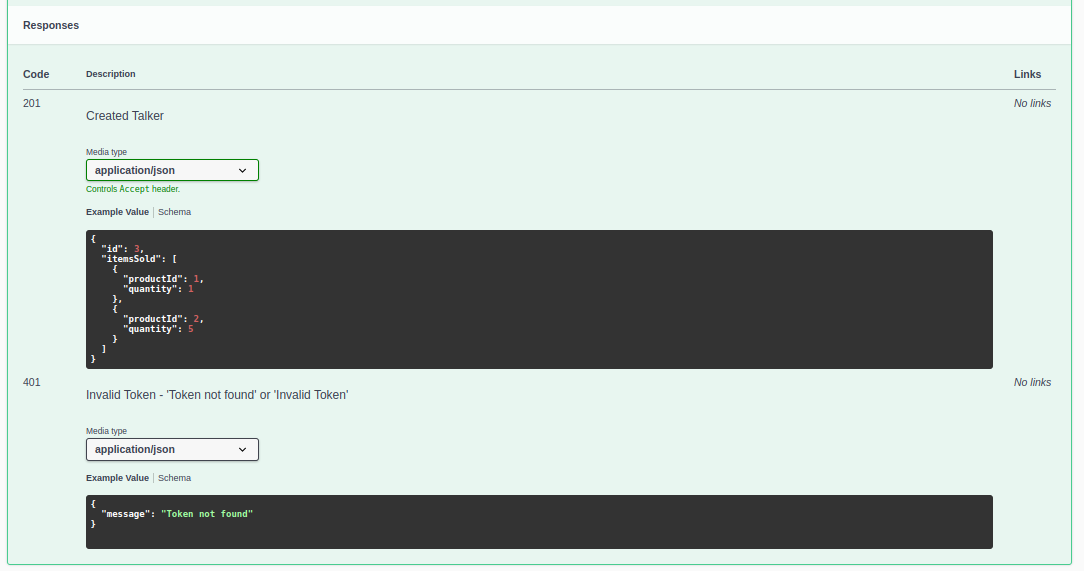 Responses
Code Description Links
201 No links
Created Talker
Media type
application/json
Controls Accept header.
Example Value Schema
{
  "id": 3,
  "itemsSold": [
    {
      "productId": 1,
      "quantity": 1
    },
    {
      "productId": 2,
      "quantity": 5
    }
  ]
}
401 No links
Invalid Token - 'Token not found' or 'Invalid Token'
Media type
application/json
Example Value Schema
{
  "message": "Token not found"
}